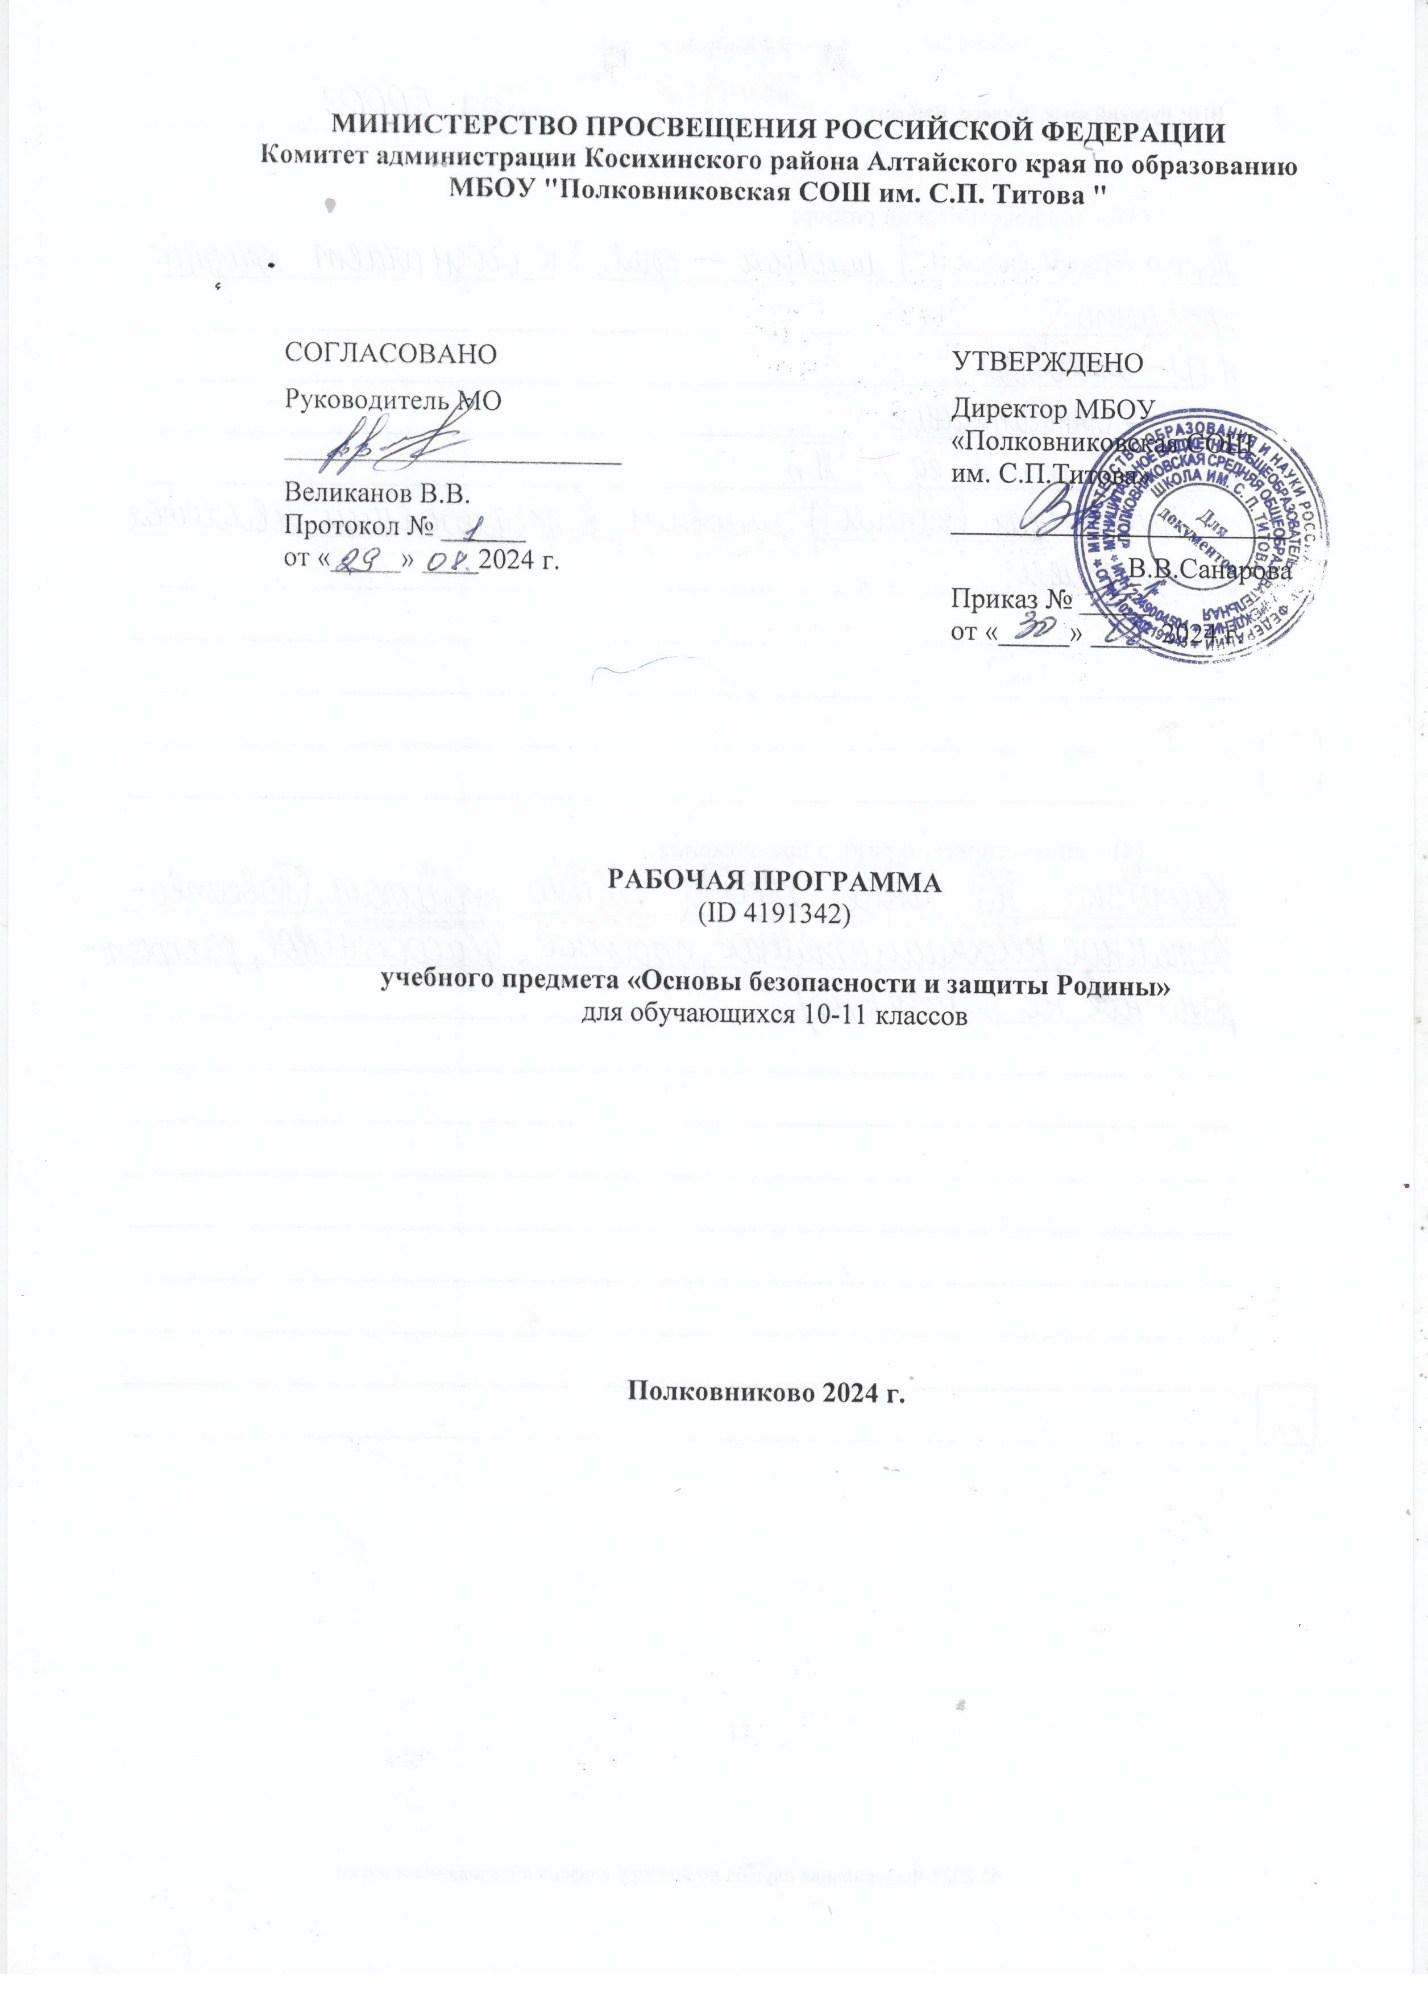 МИНИСТЕРСТВО ПРОСВЕЩЕНИЯ РОССИЙСКОЙ ФЕДЕРАЦИИ
Комитет администрации Косихинского района Алтайского края по образованию
МБОУ "Полковниковская СОШ им. С.П. Титова "
СОГЛАСОВАНО
Руководитель МО
Великанов В.В.
Протокол № 1
от «29» 08.2024 г.
УТВЕРЖДЕНО
Директор МБОУ
«Полковниковская СОШ
им. С.П.Титова»
В.В.Санарова
Приказ №
от «30» 08 2024 г.
Для
документов
РАБОЧАЯ ПРОГРАММА
(ID 4191342)
учебного предмета «Основы безопасности и защиты Родины»
для обучающихся 10-11 классов
Полковниково 2024 г.